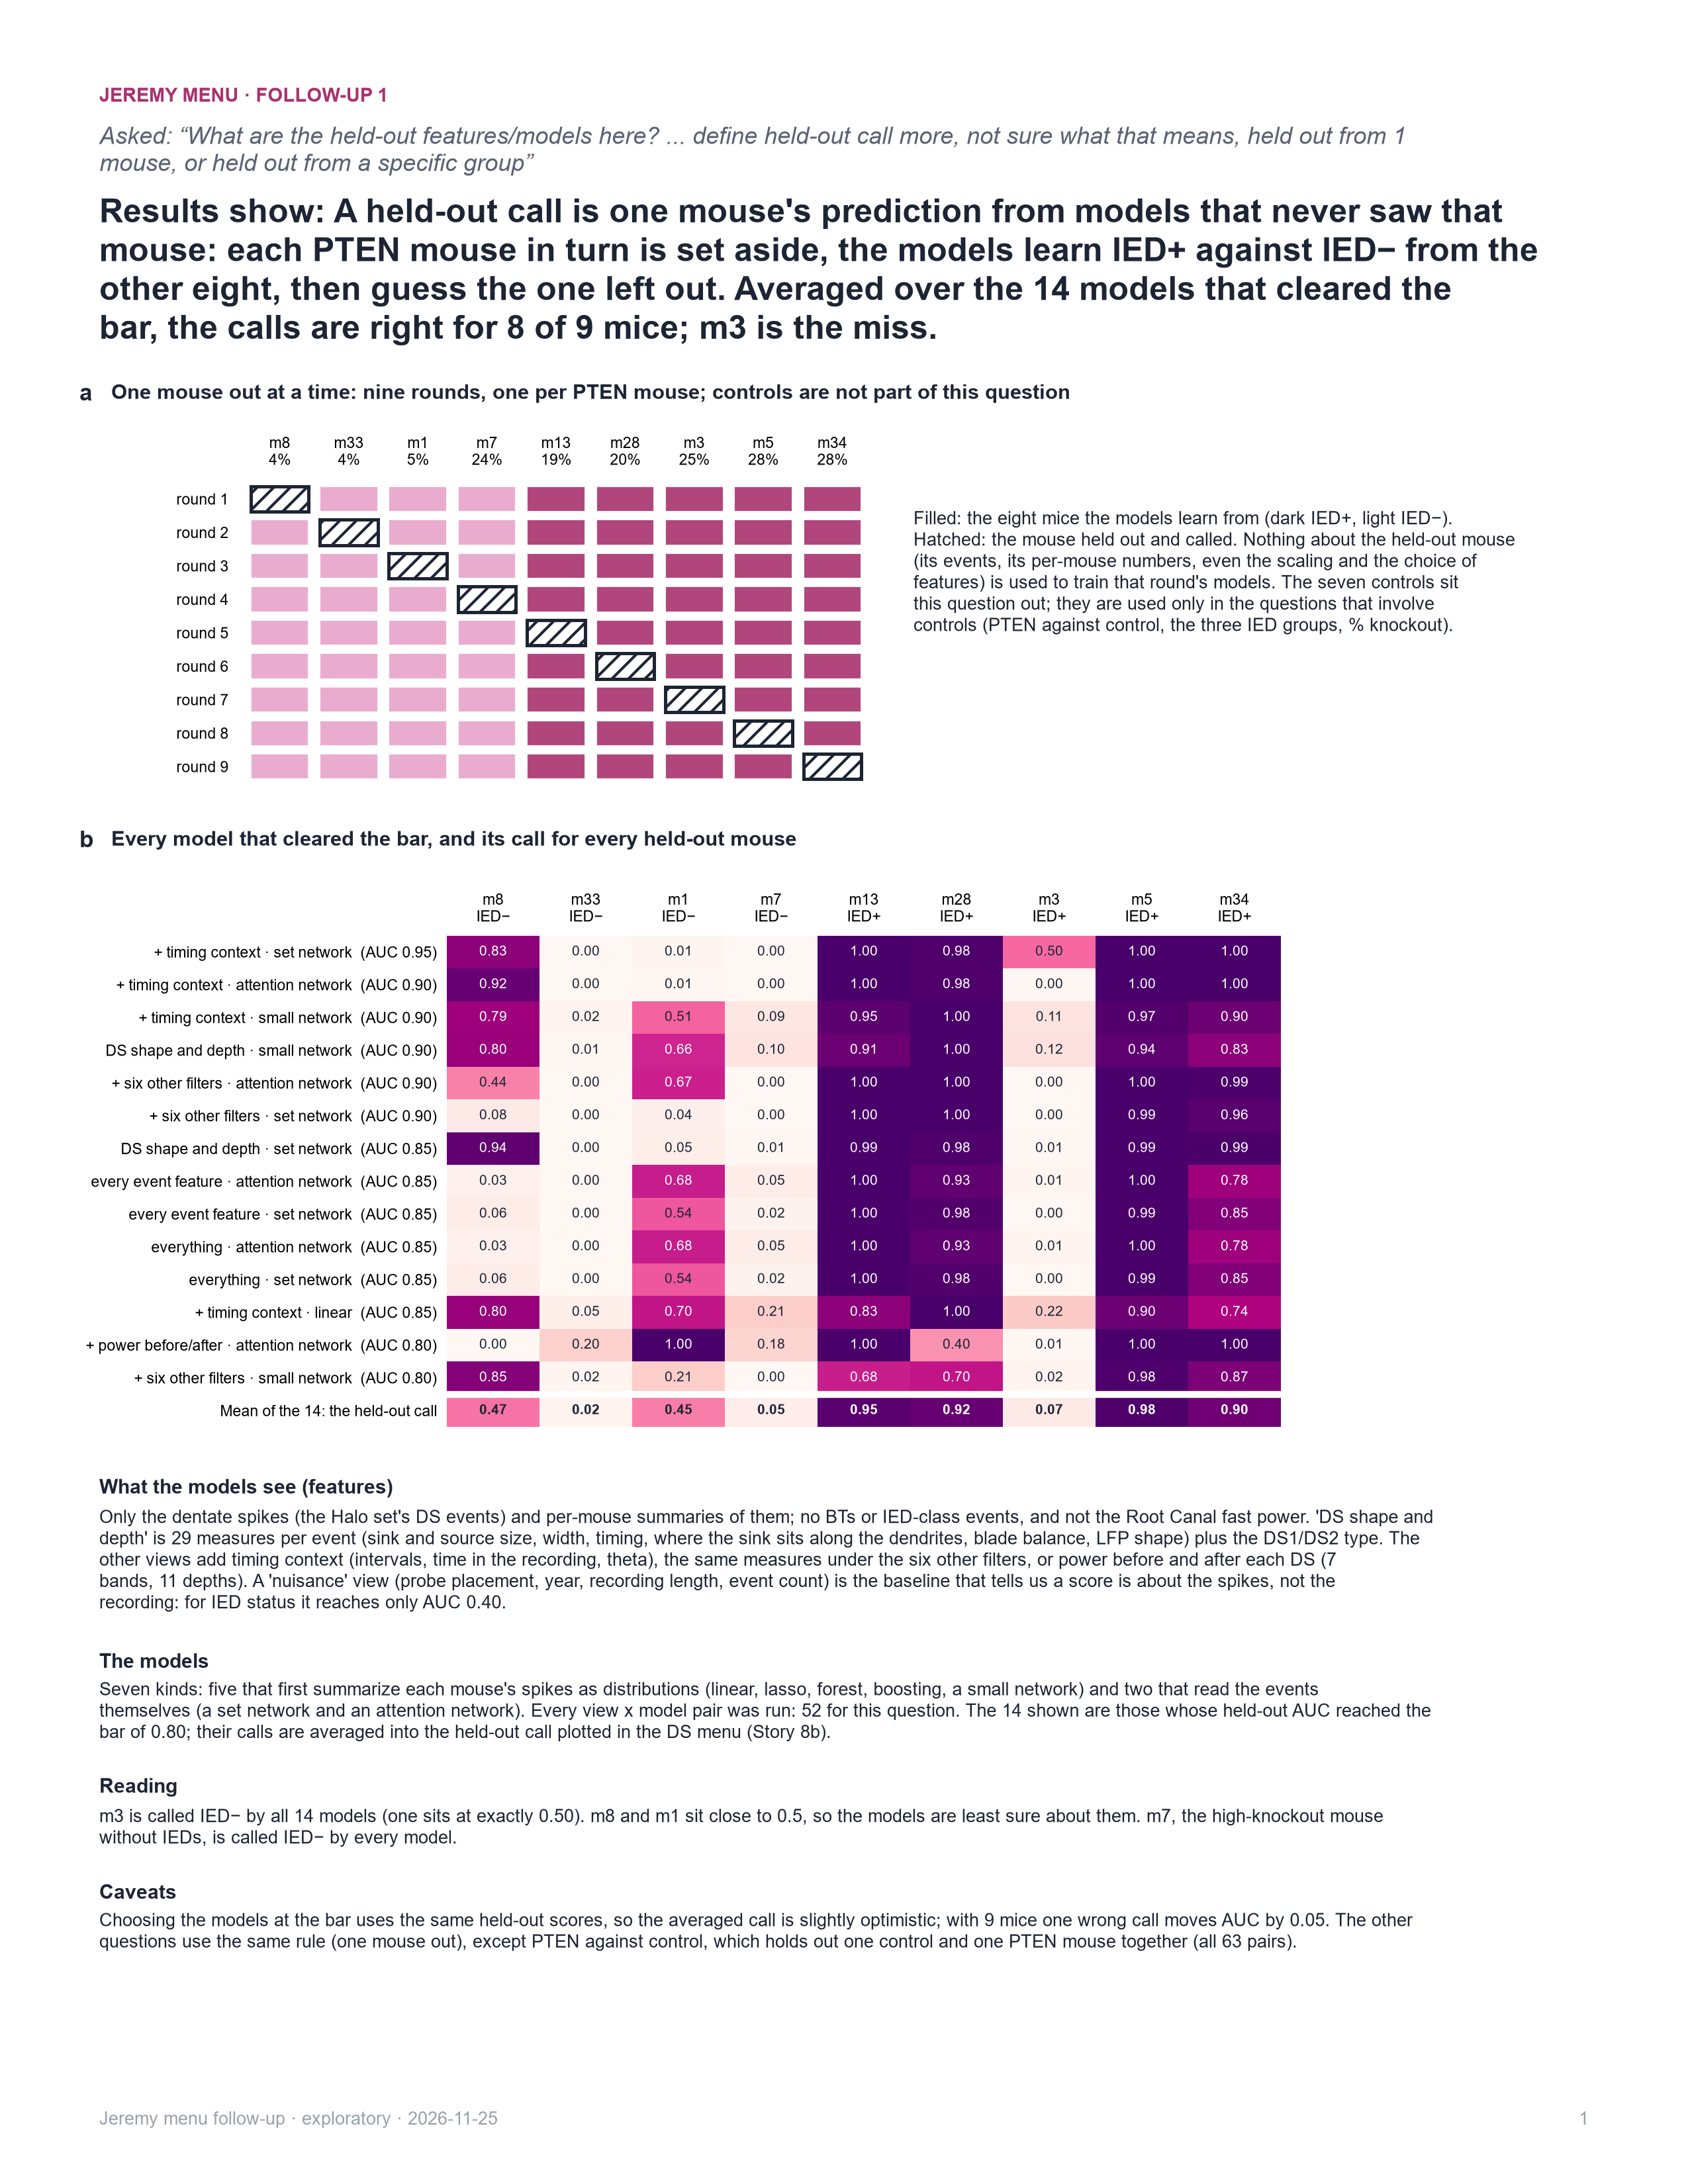 JEREMY MENU · FOLLOW-UP 1
Asked: “What are the held-out features/models here? ... define held-out call more, not sure what that means, held out from 1
mouse, or held out from a specific group”
Results show: A held-out call is one mouse's prediction from models that never saw that
mouse: each PTEN mouse in turn is set aside, the models learn IED+ against IED− from the
other eight, then guess the one left out. Averaged over the 14 models that cleared the
bar, the calls are right for 8 of 9 mice; m3 is the miss.
a One mouse out at a time: nine rounds, one per PTEN mouse; controls are not part of this question
m8 m33 m1 m7 m13 m28 m3 m5 m34
4% 4% 5% 24% 19% 20% 25% 28% 28%
round 1
round 2
round 3
round 4
round 5
round 6
round 7
round 8
round 9
Filled: the eight mice the models learn from (dark IED+, light IED−).
Hatched: the mouse held out and called. Nothing about the held-out mouse
(its events, its per-mouse numbers, even the scaling and the choice of
features) is used to train that round's models. The seven controls sit
this question out; they are used only in the questions that involve
controls (PTEN against control, the three IED groups, % knockout).
b Every model that cleared the bar, and its call for every held-out mouse
m8 m33 m1 m7 m13 m28 m3 m5 m34
IED− IED− IED− IED− IED+ IED+ IED+ IED+ IED+
+ timing context · set network (AUC 0.95) 0.83 0.00 0.01 0.00 1.00 0.98 0.50 1.00 1.00
+ timing context · attention network (AUC 0.90) 0.92 0.00 0.01 0.00 1.00 0.98 0.00 1.00 1.00
+ timing context · small network (AUC 0.90) 0.79 0.02 0.51 0.09 0.95 1.00 0.11 0.97 0.90
DS shape and depth · small network (AUC 0.90) 0.80 0.01 0.66 0.10 0.91 1.00 0.12 0.94 0.83
+ six other filters · attention network (AUC 0.90) 0.44 0.00 0.67 0.00 1.00 1.00 0.00 1.00 0.99
+ six other filters · set network (AUC 0.90) 0.08 0.00 0.04 0.00 1.00 1.00 0.00 0.99 0.96
DS shape and depth · set network (AUC 0.85) 0.94 0.00 0.05 0.01 0.99 0.98 0.01 0.99 0.99
every event feature · attention network (AUC 0.85) 0.03 0.00 0.68 0.05 1.00 0.93 0.01 1.00 0.78
every event feature · set network (AUC 0.85) 0.06 0.00 0.54 0.02 1.00 0.98 0.00 0.99 0.85
everything · attention network (AUC 0.85) 0.03 0.00 0.68 0.05 1.00 0.93 0.01 1.00 0.78
everything · set network (AUC 0.85) 0.06 0.00 0.54 0.02 1.00 0.98 0.00 0.99 0.85
+ timing context · linear (AUC 0.85) 0.80 0.05 0.70 0.21 0.83 1.00 0.22 0.90 0.74
+ power before/after · attention network (AUC 0.80) 0.00 0.20 1.00 0.18 1.00 0.40 0.01 1.00 1.00
+ six other filters · small network (AUC 0.80) 0.85 0.02 0.21 0.00 0.68 0.70 0.02 0.98 0.87
Mean of the 14: the held-out call 0.47 0.02 0.45 0.05 0.95 0.92 0.07 0.98 0.90
What the models see (features)
Only the dentate spikes (the Halo set's DS events) and per-mouse summaries of them; no BTs or IED-class events, and not the Root Canal fast power. 'DS shape and
depth' is 29 measures per event (sink and source size, width, timing, where the sink sits along the dendrites, blade balance, LFP shape) plus the DS1/DS2 type. The
other views add timing context (intervals, time in the recording, theta), the same measures under the six other filters, or power before and after each DS (7
bands, 11 depths). A 'nuisance' view (probe placement, year, recording length, event count) is the baseline that tells us a score is about the spikes, not the
recording: for IED status it reaches only AUC 0.40.
The models
Seven kinds: five that first summarize each mouse's spikes as distributions (linear, lasso, forest, boosting, a small network) and two that read the events
themselves (a set network and an attention network). Every view x model pair was run: 52 for this question. The 14 shown are those whose held-out AUC reached the
bar of 0.80; their calls are averaged into the held-out call plotted in the DS menu (Story 8b).
Reading
m3 is called IED− by all 14 models (one sits at exactly 0.50). m8 and m1 sit close to 0.5, so the models are least sure about them. m7, the high-knockout mouse
without IEDs, is called IED− by every model.
Caveats
Choosing the models at the bar uses the same held-out scores, so the averaged call is slightly optimistic; with 9 mice one wrong call moves AUC by 0.05. The other
questions use the same rule (one mouse out), except PTEN against control, which holds out one control and one PTEN mouse together (all 63 pairs).
Jeremy menu follow-up · exploratory · 2026-11-25 1